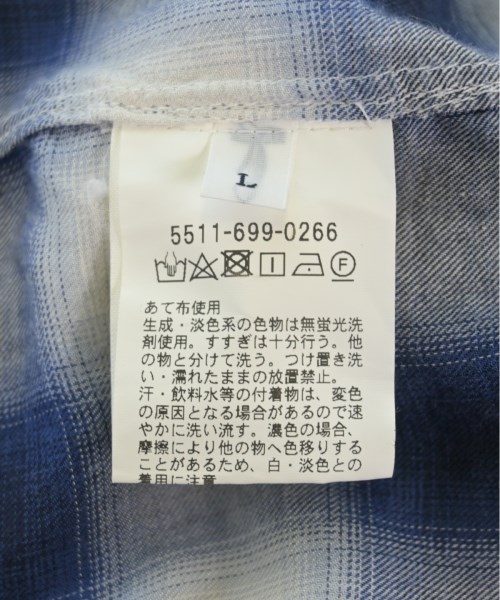 L
5511-699-0266
F
あて布使用
生成・淡色系の色物は無蛍光洗
剤使用。すすぎは十分行う。他
の物と分けて洗う。つけ置き洗
い・濡れたままの放置禁止。
汗・飲料水等の付着物は、変色
の原因となる場合があるので速
やかに洗い流す。濃色の場合、
摩擦により他の物へ色移りする
ことがあるため、白・淡色との
着用に注意